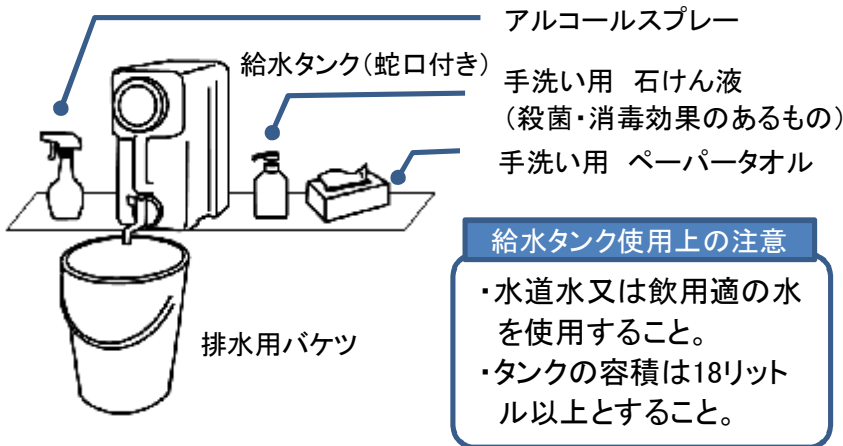 アルコールスプレー
給水タンク（蛇口付き）
手洗い用　石けん液
（殺菌・消毒効果のあるもの）
手洗い用　ペーパータオル
給水タンク使用上の注意
・水道水又は飲用適の水
を使用すること。
・タンクの容積は18リット
ル以上とすること。
排水用バケツ